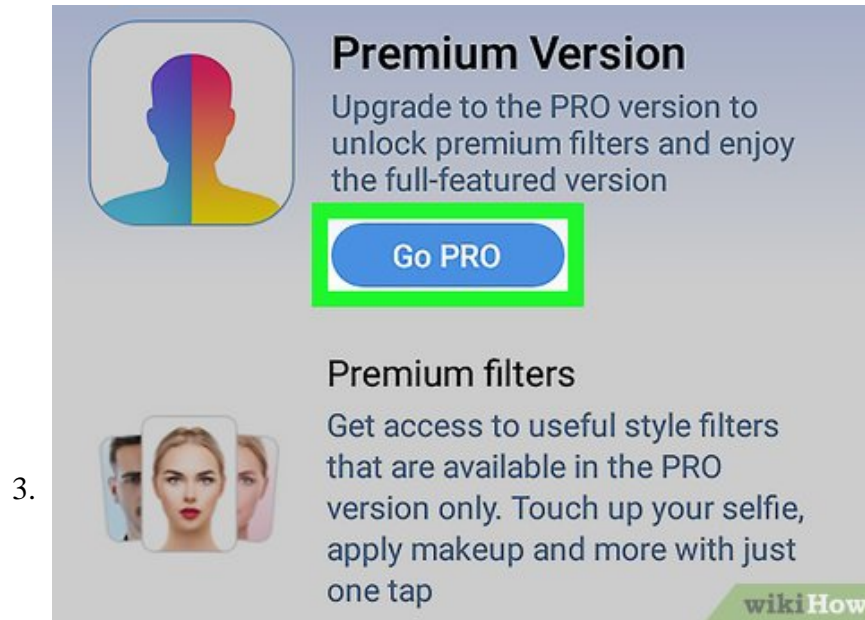 Premium Version
Upgrade to the PRO version to
unlock premium filters and enjoy
the full-featured version
Go PRO
Premium filters
Get access to useful style filters
that are available in the PRO
3.
version only. Touch up your selfie,
apply makeup and more with just
one tap
wikiHow